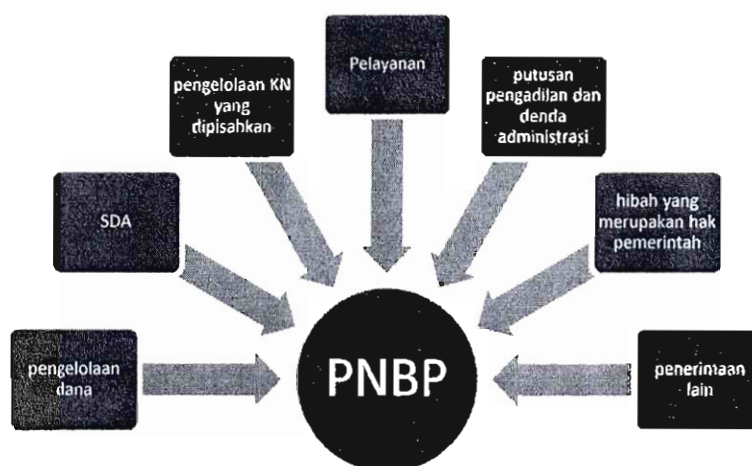 Pelayanan
pengelolaan KN
yang
dipisahkan
putusan
pengadilan dan
denda
administrasi
SDA
hibah yang
merupakan hak
pemerintah
pengelolaan
dana
PNBP
penerimaan
lain